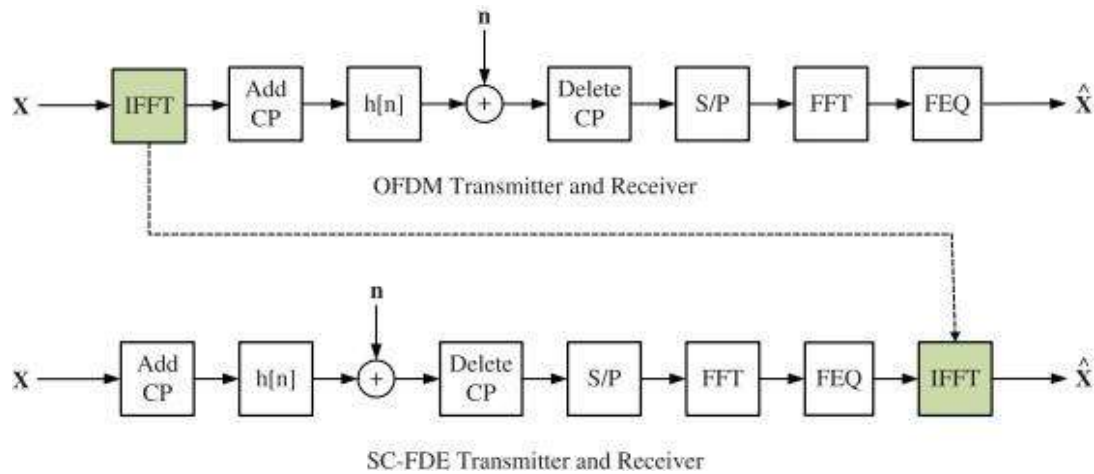 n
X
IFFT
Add
CP
h[n]
+
Delete
CP
S/P
FFT
FEQ
X̂
OFDM Transmitter and Receiver
n
X
Add
CP
h[n]
+
Delete
CP
S/P
FFT
FEQ
IFFT
X̂
SC-FDE Transmitter and Receiver